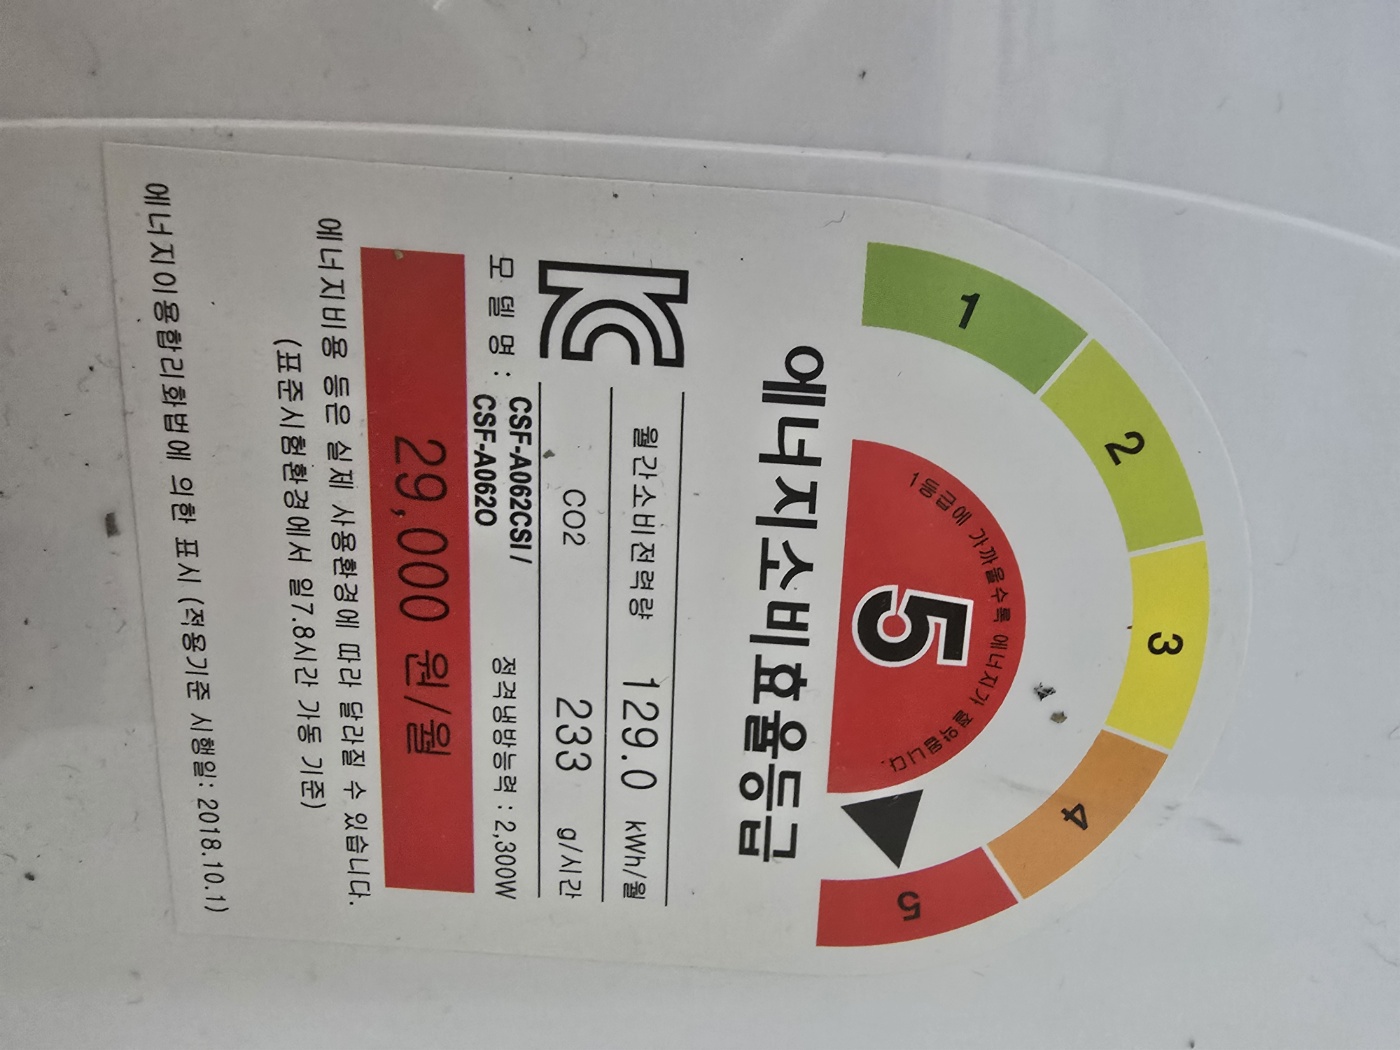 1
2
3
4
5
1등급에 가까울수록 에너지가 절약됩니다.
5
에너지소비효율등급
월간소비전력량 129.0 kWh/월
CO2 233 g/시간
모델명 : CSF-A062CSI / 정격냉방능력 : 2,300W
CSF-A062O
29,000 원/월
에너지비용 등은 실제 사용환경에 따라 달라질 수 있습니다.
(표준시험환경에서 일7.8시간 가동 기준)
에너지이용합리화법에 의한 표시 (적용기준 시행일: 2018.10.1)